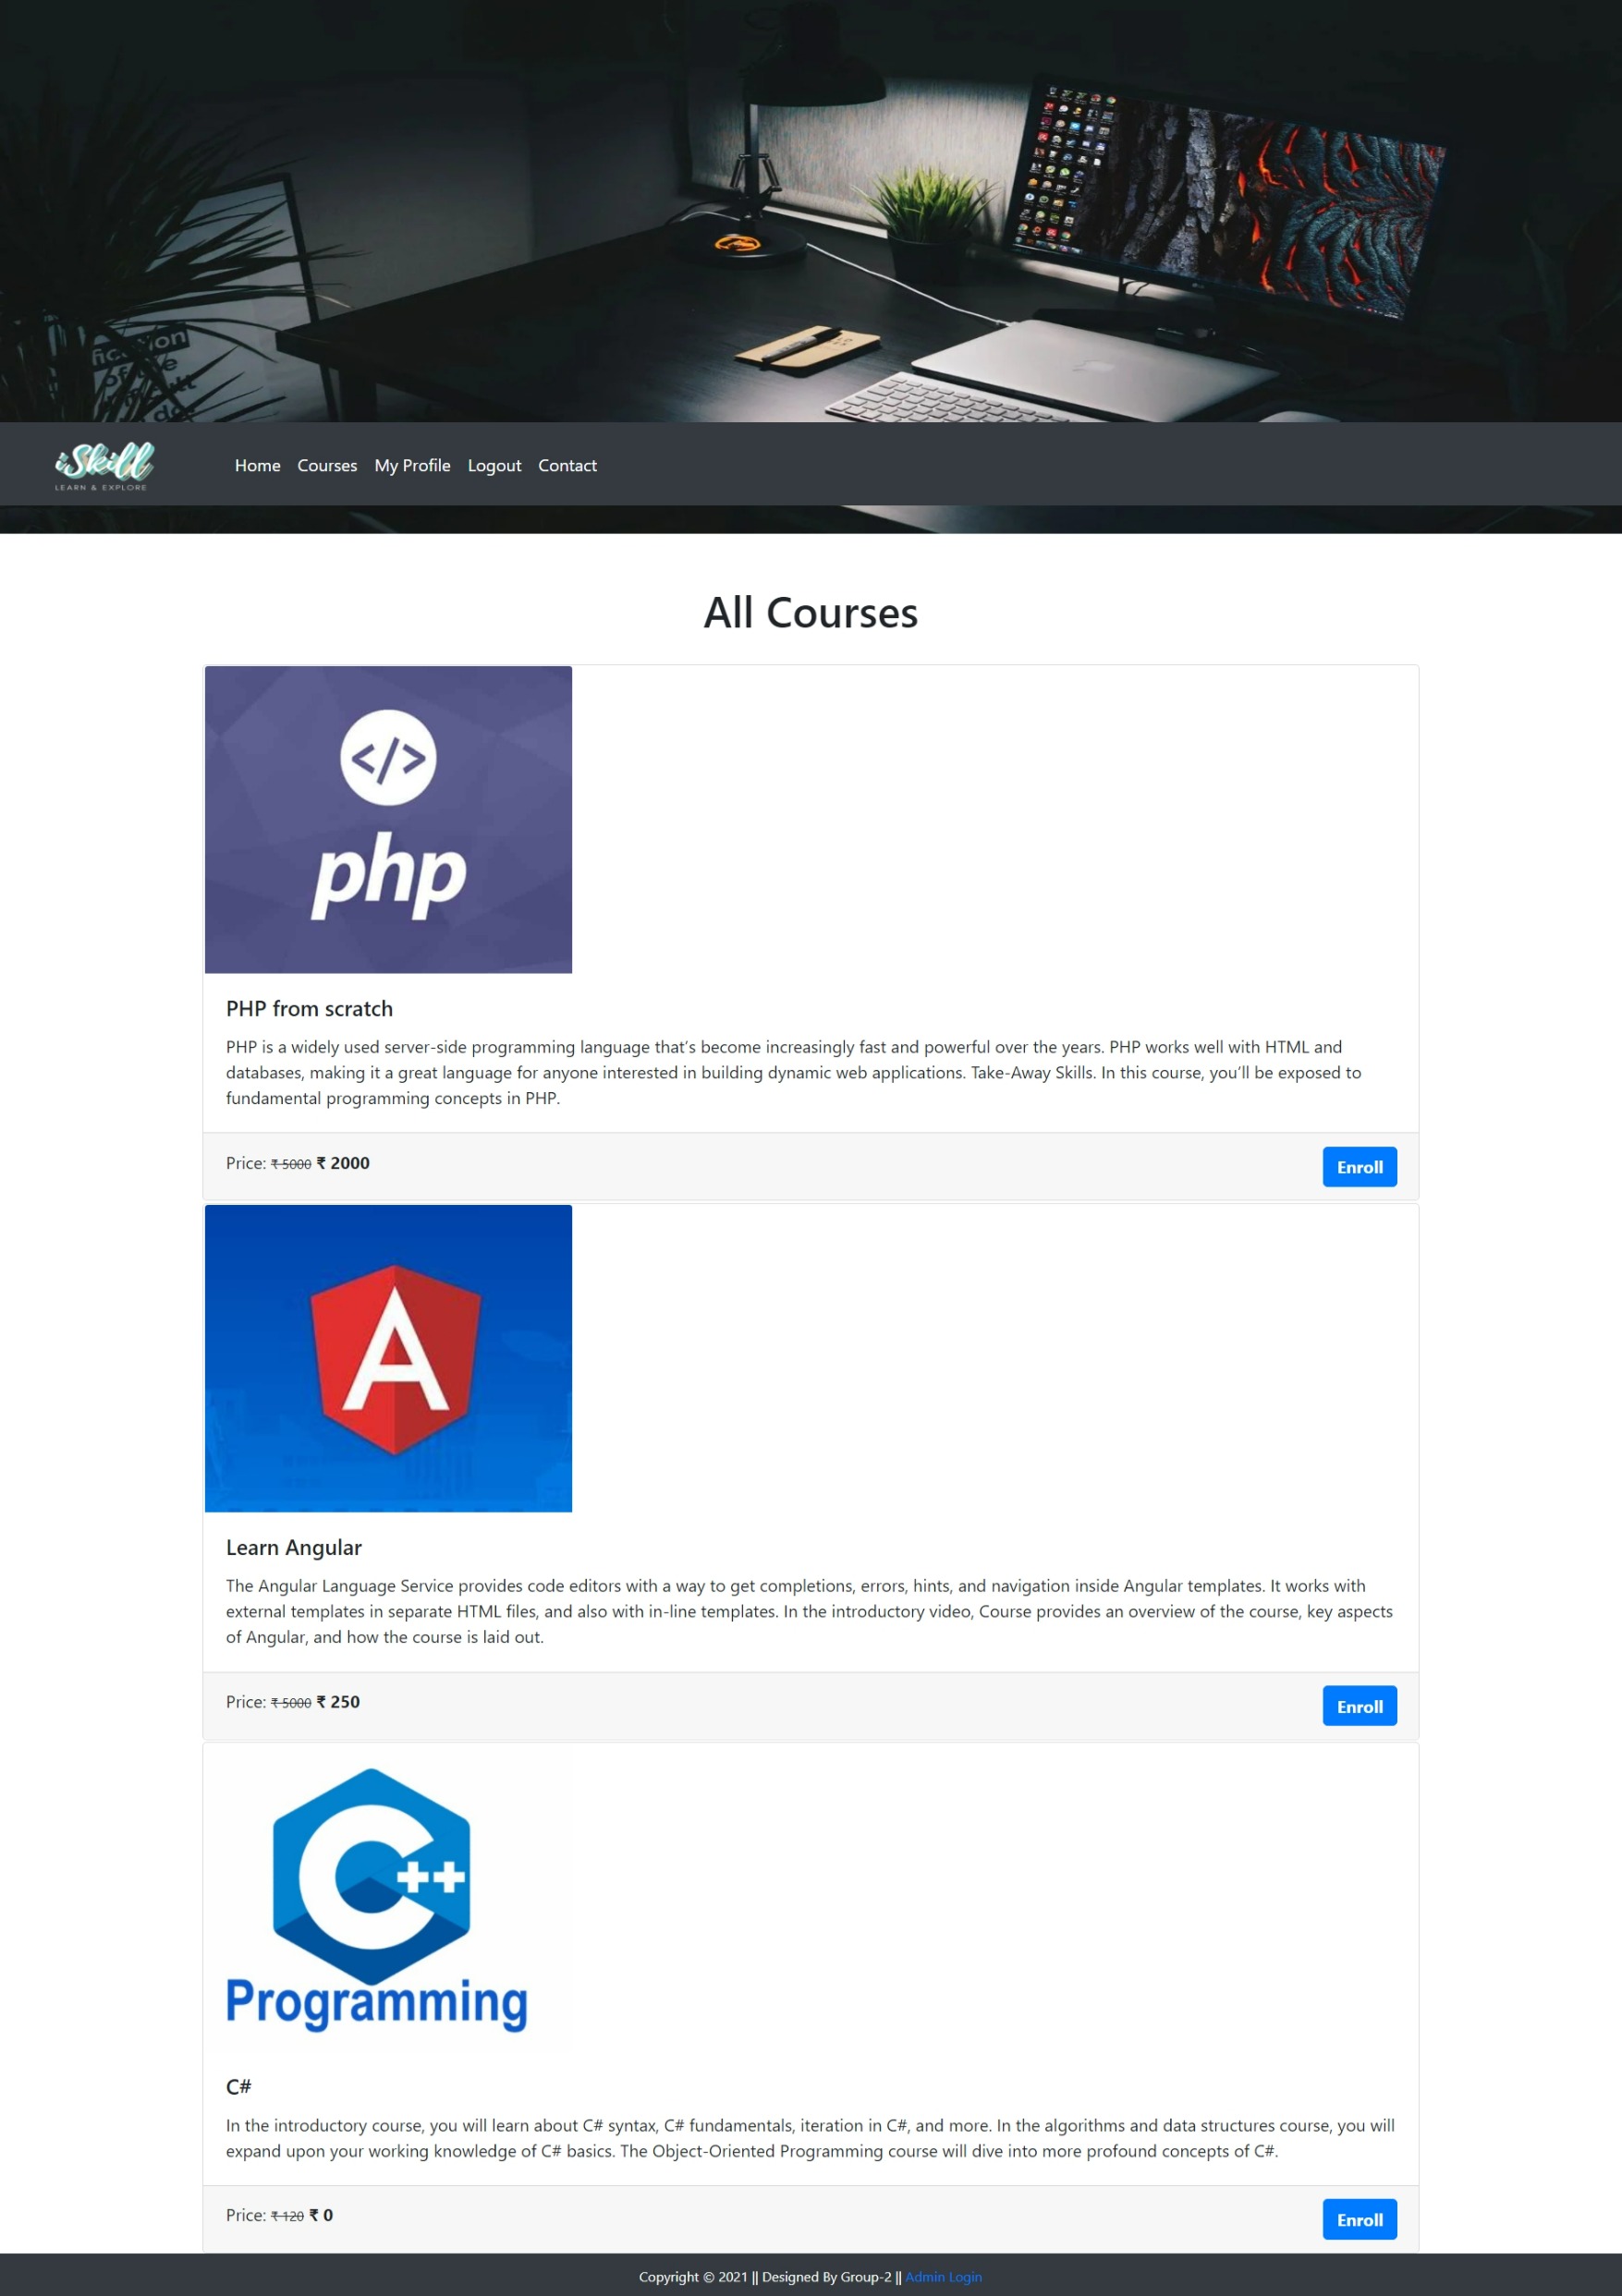 iSkill
LEARN & EXPLORE
Home Courses My Profile Logout Contact
All Courses
</>
php
PHP from scratch
PHP is a widely used server-side programming language that's become increasingly fast and powerful over the years. PHP works well with HTML and
databases, making it a great language for anyone interested in building dynamic web applications. Take-Away Skills. In this course, you'll be exposed to
fundamental programming concepts in PHP.
Price: ₹ 5000 ₹ 2000 Enroll
A
Learn Angular
The Angular Language Service provides code editors with a way to get completions, errors, hints, and navigation inside Angular templates. It works with
external templates in separate HTML files, and also with in-line templates. In the introductory video, Course provides an overview of the course, key aspects
of Angular, and how the course is laid out.
Price: ₹ 5000 ₹ 250 Enroll
C++
Programming
C#
In the introductory course, you will learn about C# syntax, C# fundamentals, iteration in C#, and more. In the algorithms and data structures course, you will
expand upon your working knowledge of C# basics. The Object-Oriented Programming course will dive into more profound concepts of C#.
Price: ₹ 120 ₹ 0 Enroll
Copyright © 2021 || Designed By Group-2 || Admin Login